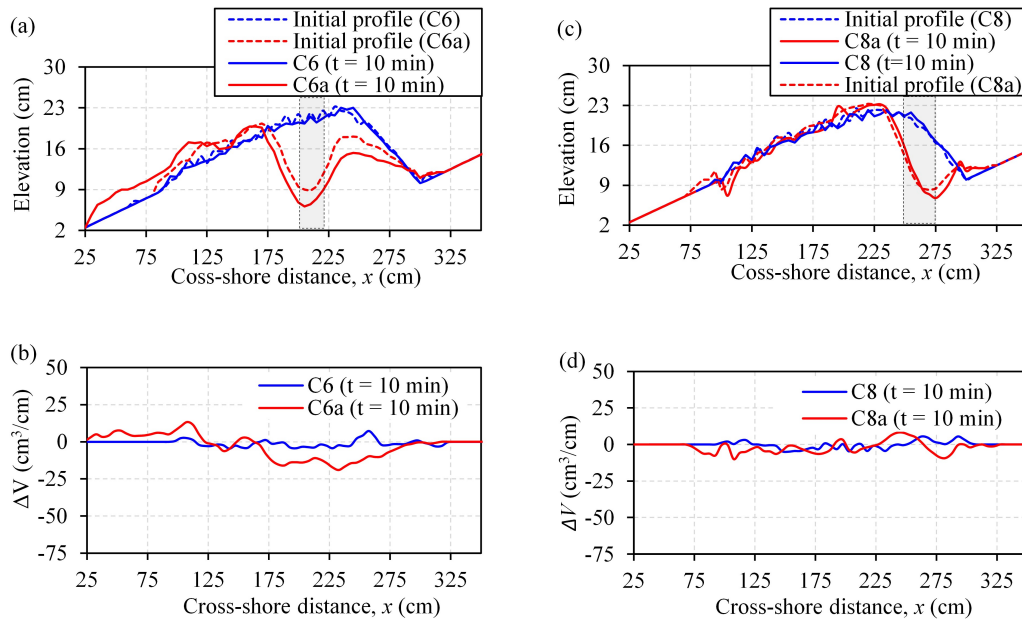 (a)
Initial profile (C6)
Initial profile (C6a)
C6 (t = 10 min)
C6a (t = 10 min)
Elevation (cm)
30
23
16
9
2
25 75 125 175 225 275 325
Coss-shore distance, x (cm)
(c)
Initial profile (C8)
C8a (t = 10 min)
C8 (t=10 min)
Initial profile (C8a)
Elevation (cm)
30
23
16
9
2
25 75 125 175 225 275 325
Coss-shore distance, x (cm)
(b)
C6 (t = 10 min)
C6a (t = 10 min)
ΔV (cm³/cm)
50
25
0
-25
-50
-75
25 75 125 175 225 275 325
Cross-shore distance, x (cm)
(d)
C8 (t = 10 min)
C8a (t = 10 min)
ΔV (cm³/cm)
50
25
0
-25
-50
-75
25 75 125 175 225 275 325
Cross-shore distance, x (cm)